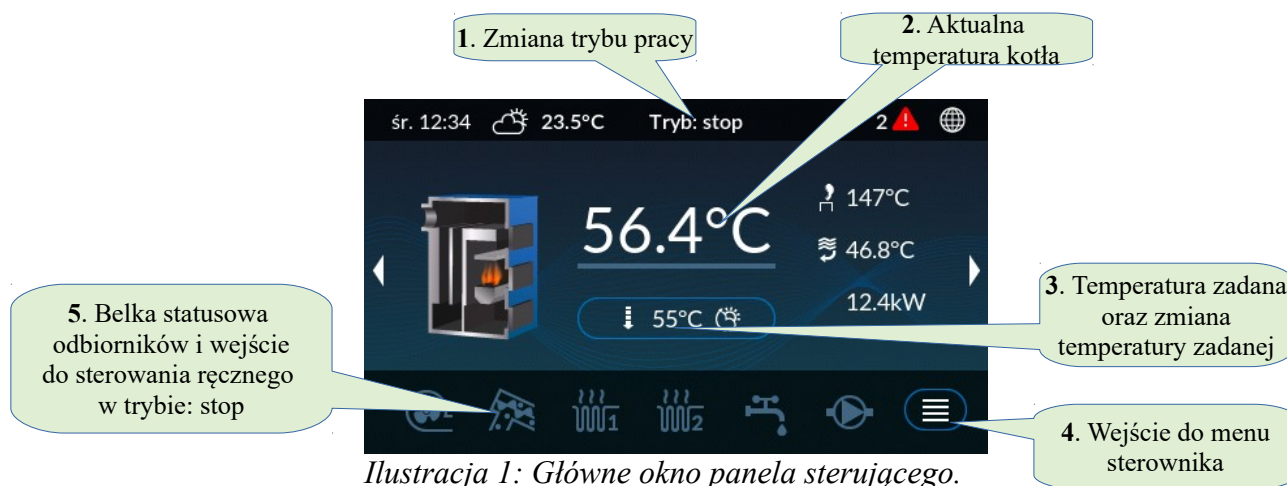 1. Zmiana trybu pracy
2. Aktualna
temperatura kotła
śr. 12:34 23.5°C Tryb: stop 2
56.4°C
147°C
46.8°C
12.4kW
55°C
3. Temperatura zadana
oraz zmiana
temperatury zadanej
5. Belka statusowa
odbiorników i wejście
do sterowania ręcznego
w trybie: stop
1 2
4. Wejście do menu
sterownika
Ilustracja 1: Główne okno panela sterującego.